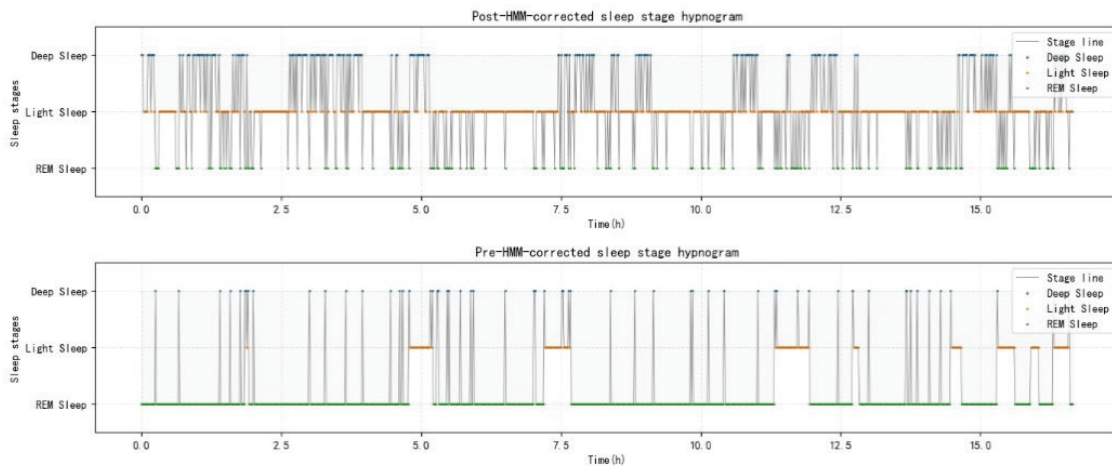 Post-HMM-corrected sleep stage hypnogram
Sleep stages
Deep Sleep
Light Sleep
REM Sleep
Stage line
Deep Sleep
Light Sleep
REM Sleep
0.0 2.5 5.0 7.5 10.0 12.5 15.0
Time(h)
Pre-HMM-corrected sleep stage hypnogram
Sleep stages
Deep Sleep
Light Sleep
REM Sleep
Stage line
Deep Sleep
Light Sleep
REM Sleep
0.0 2.5 5.0 7.5 10.0 12.5 15.0
Time(h)